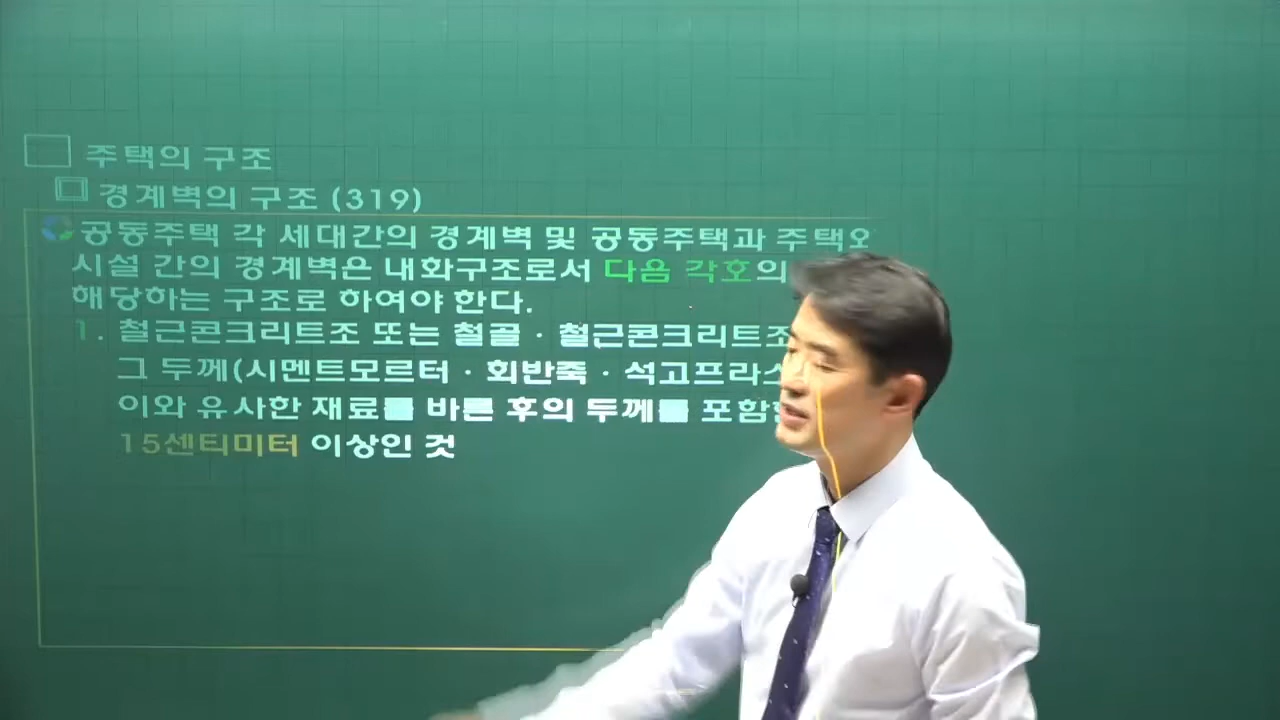 주택의 구조
경계벽의 구조 (319)
공동주택 각 세대간의 경계벽 및 공동주택과 주택외
시설 간의 경계벽은 내화구조로서 다음 각호의
해당하는 구조로 하여야 한다.
1. 철근콘크리트조 또는 철골 · 철근콘크리트조
그 두께(시멘트모르터 · 회반죽 · 석고프라스
이와 유사한 재료를 바른 후의 두께를 포함
15센티미터 이상인 것